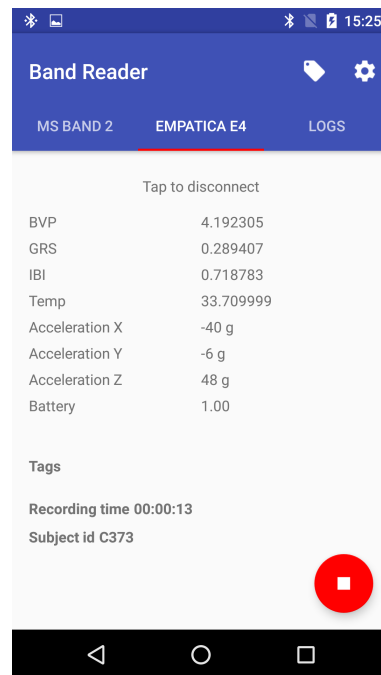 15:25
Band Reader
MS BAND 2 EMPATICA E4 LOGS
Tap to disconnect
BVP 4.192305
GRS 0.289407
IBI 0.718783
Temp 33.709999
Acceleration X -40 g
Acceleration Y -6 g
Acceleration Z 48 g
Battery 1.00
Tags
Recording time 00:00:13
Subject id C373